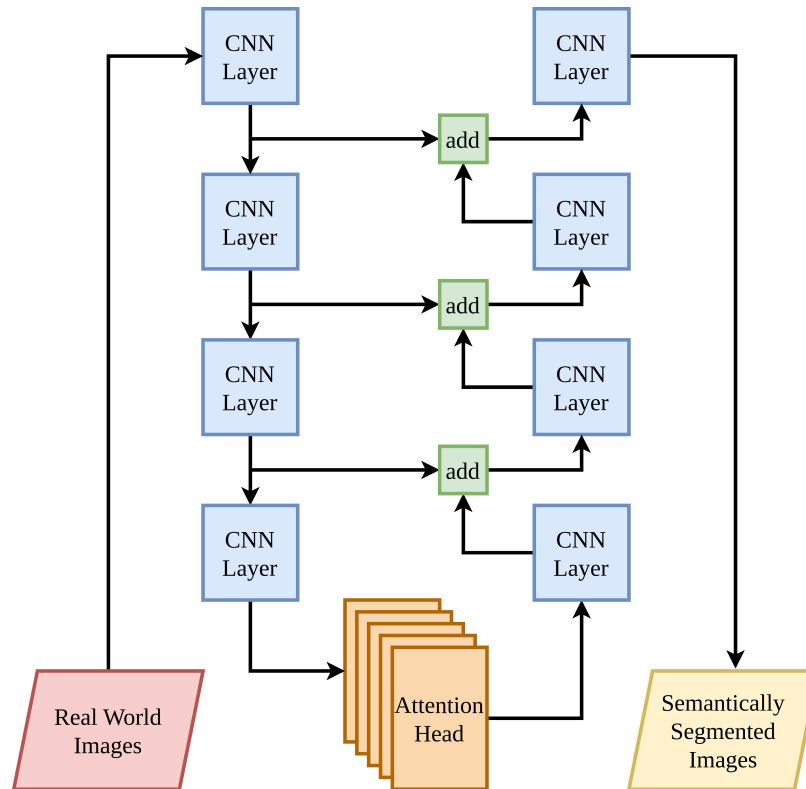 CNN
Layer
CNN
Layer
add
CNN
Layer
CNN
Layer
add
CNN
Layer
CNN
Layer
add
CNN
Layer
CNN
Layer
Real World
Images
Attention
Head
Semantically
Segmented
Images